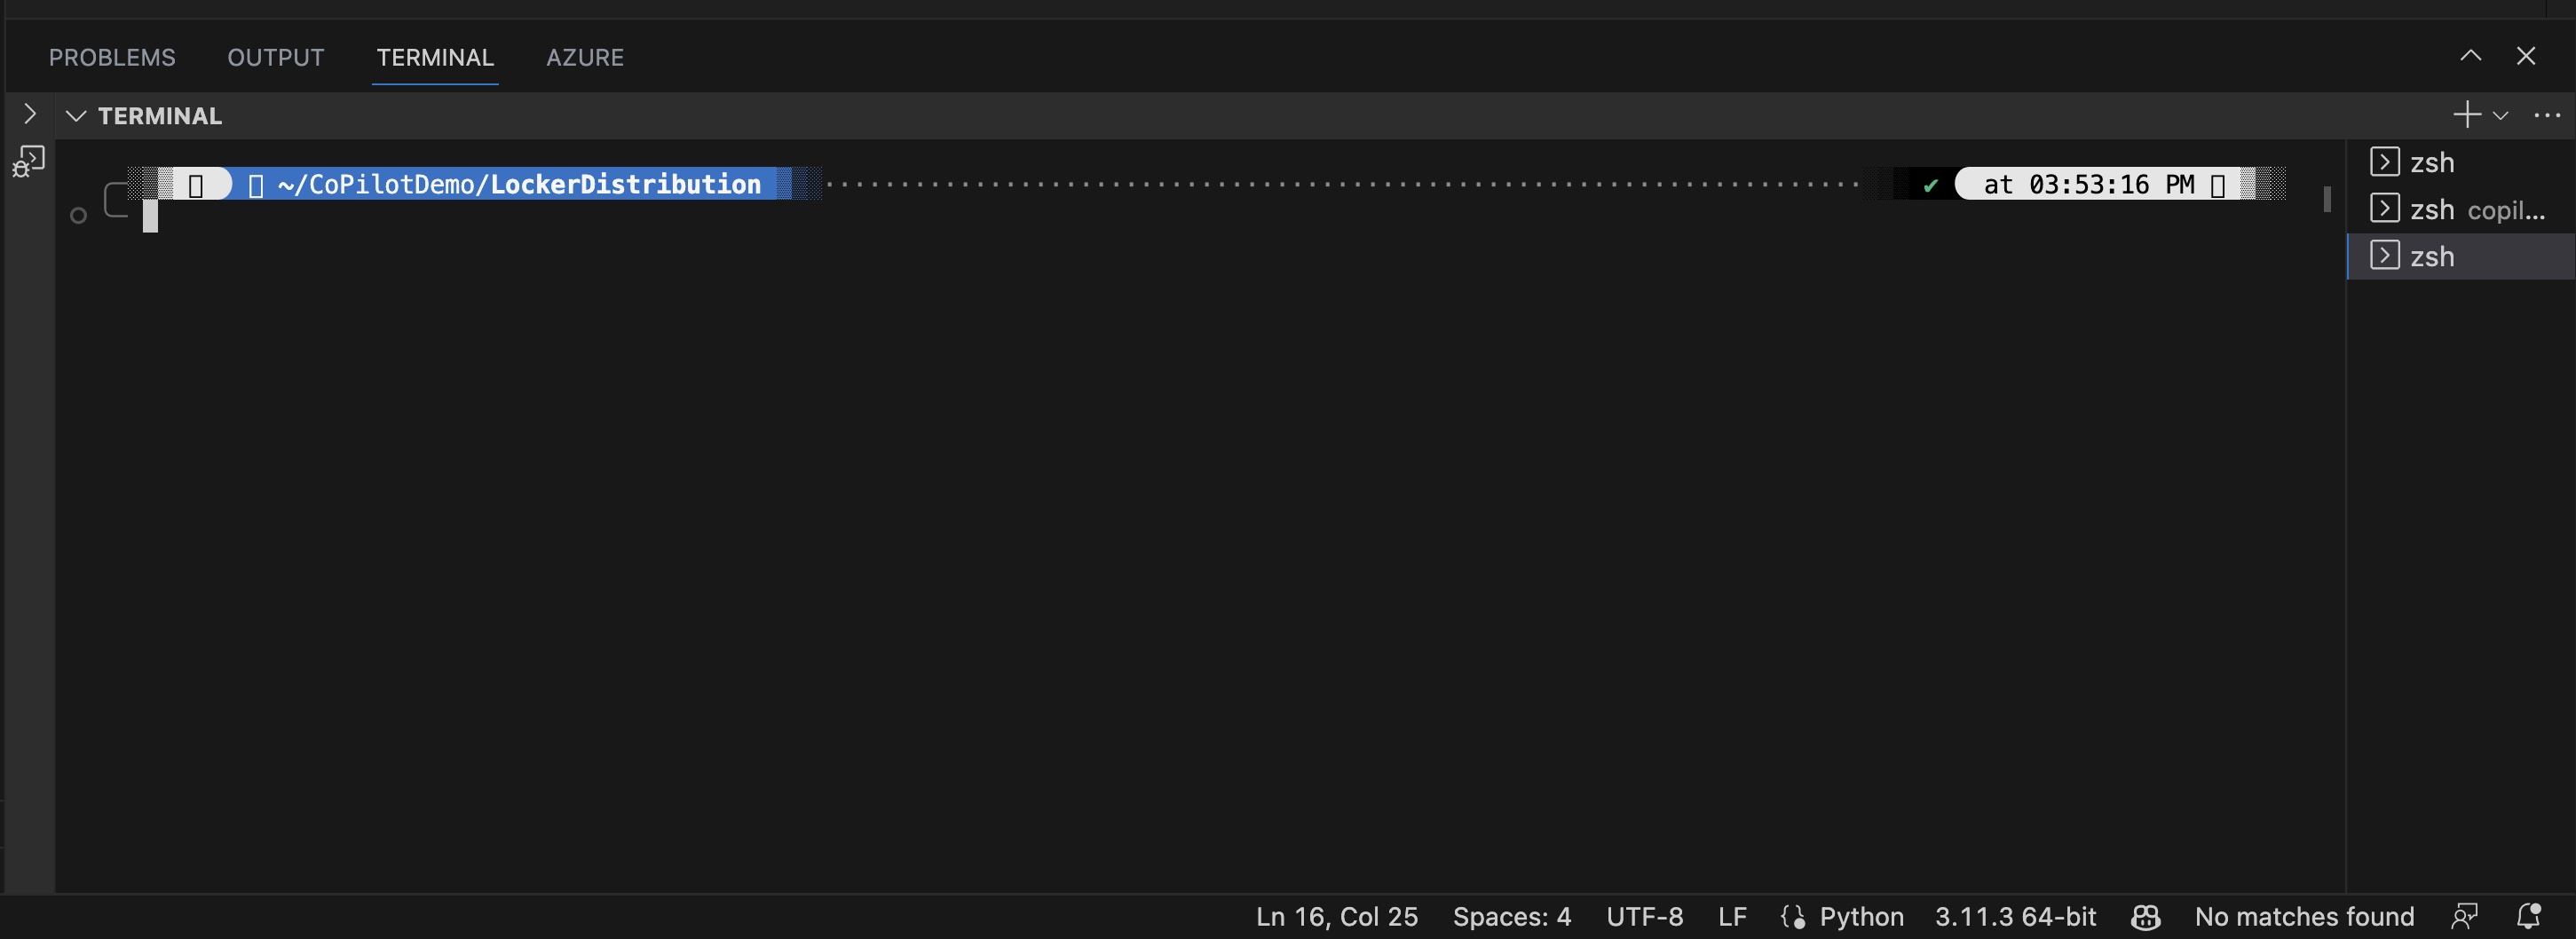 PROBLEMS OUTPUT TERMINAL AZURE
TERMINAL
~/CoPilotDemo/LockerDistribution ✔ at 03:53:16 PM
zsh
zsh copil...
zsh
Ln 16, Col 25 Spaces: 4 UTF-8 LF Python 3.11.3 64-bit No matches found